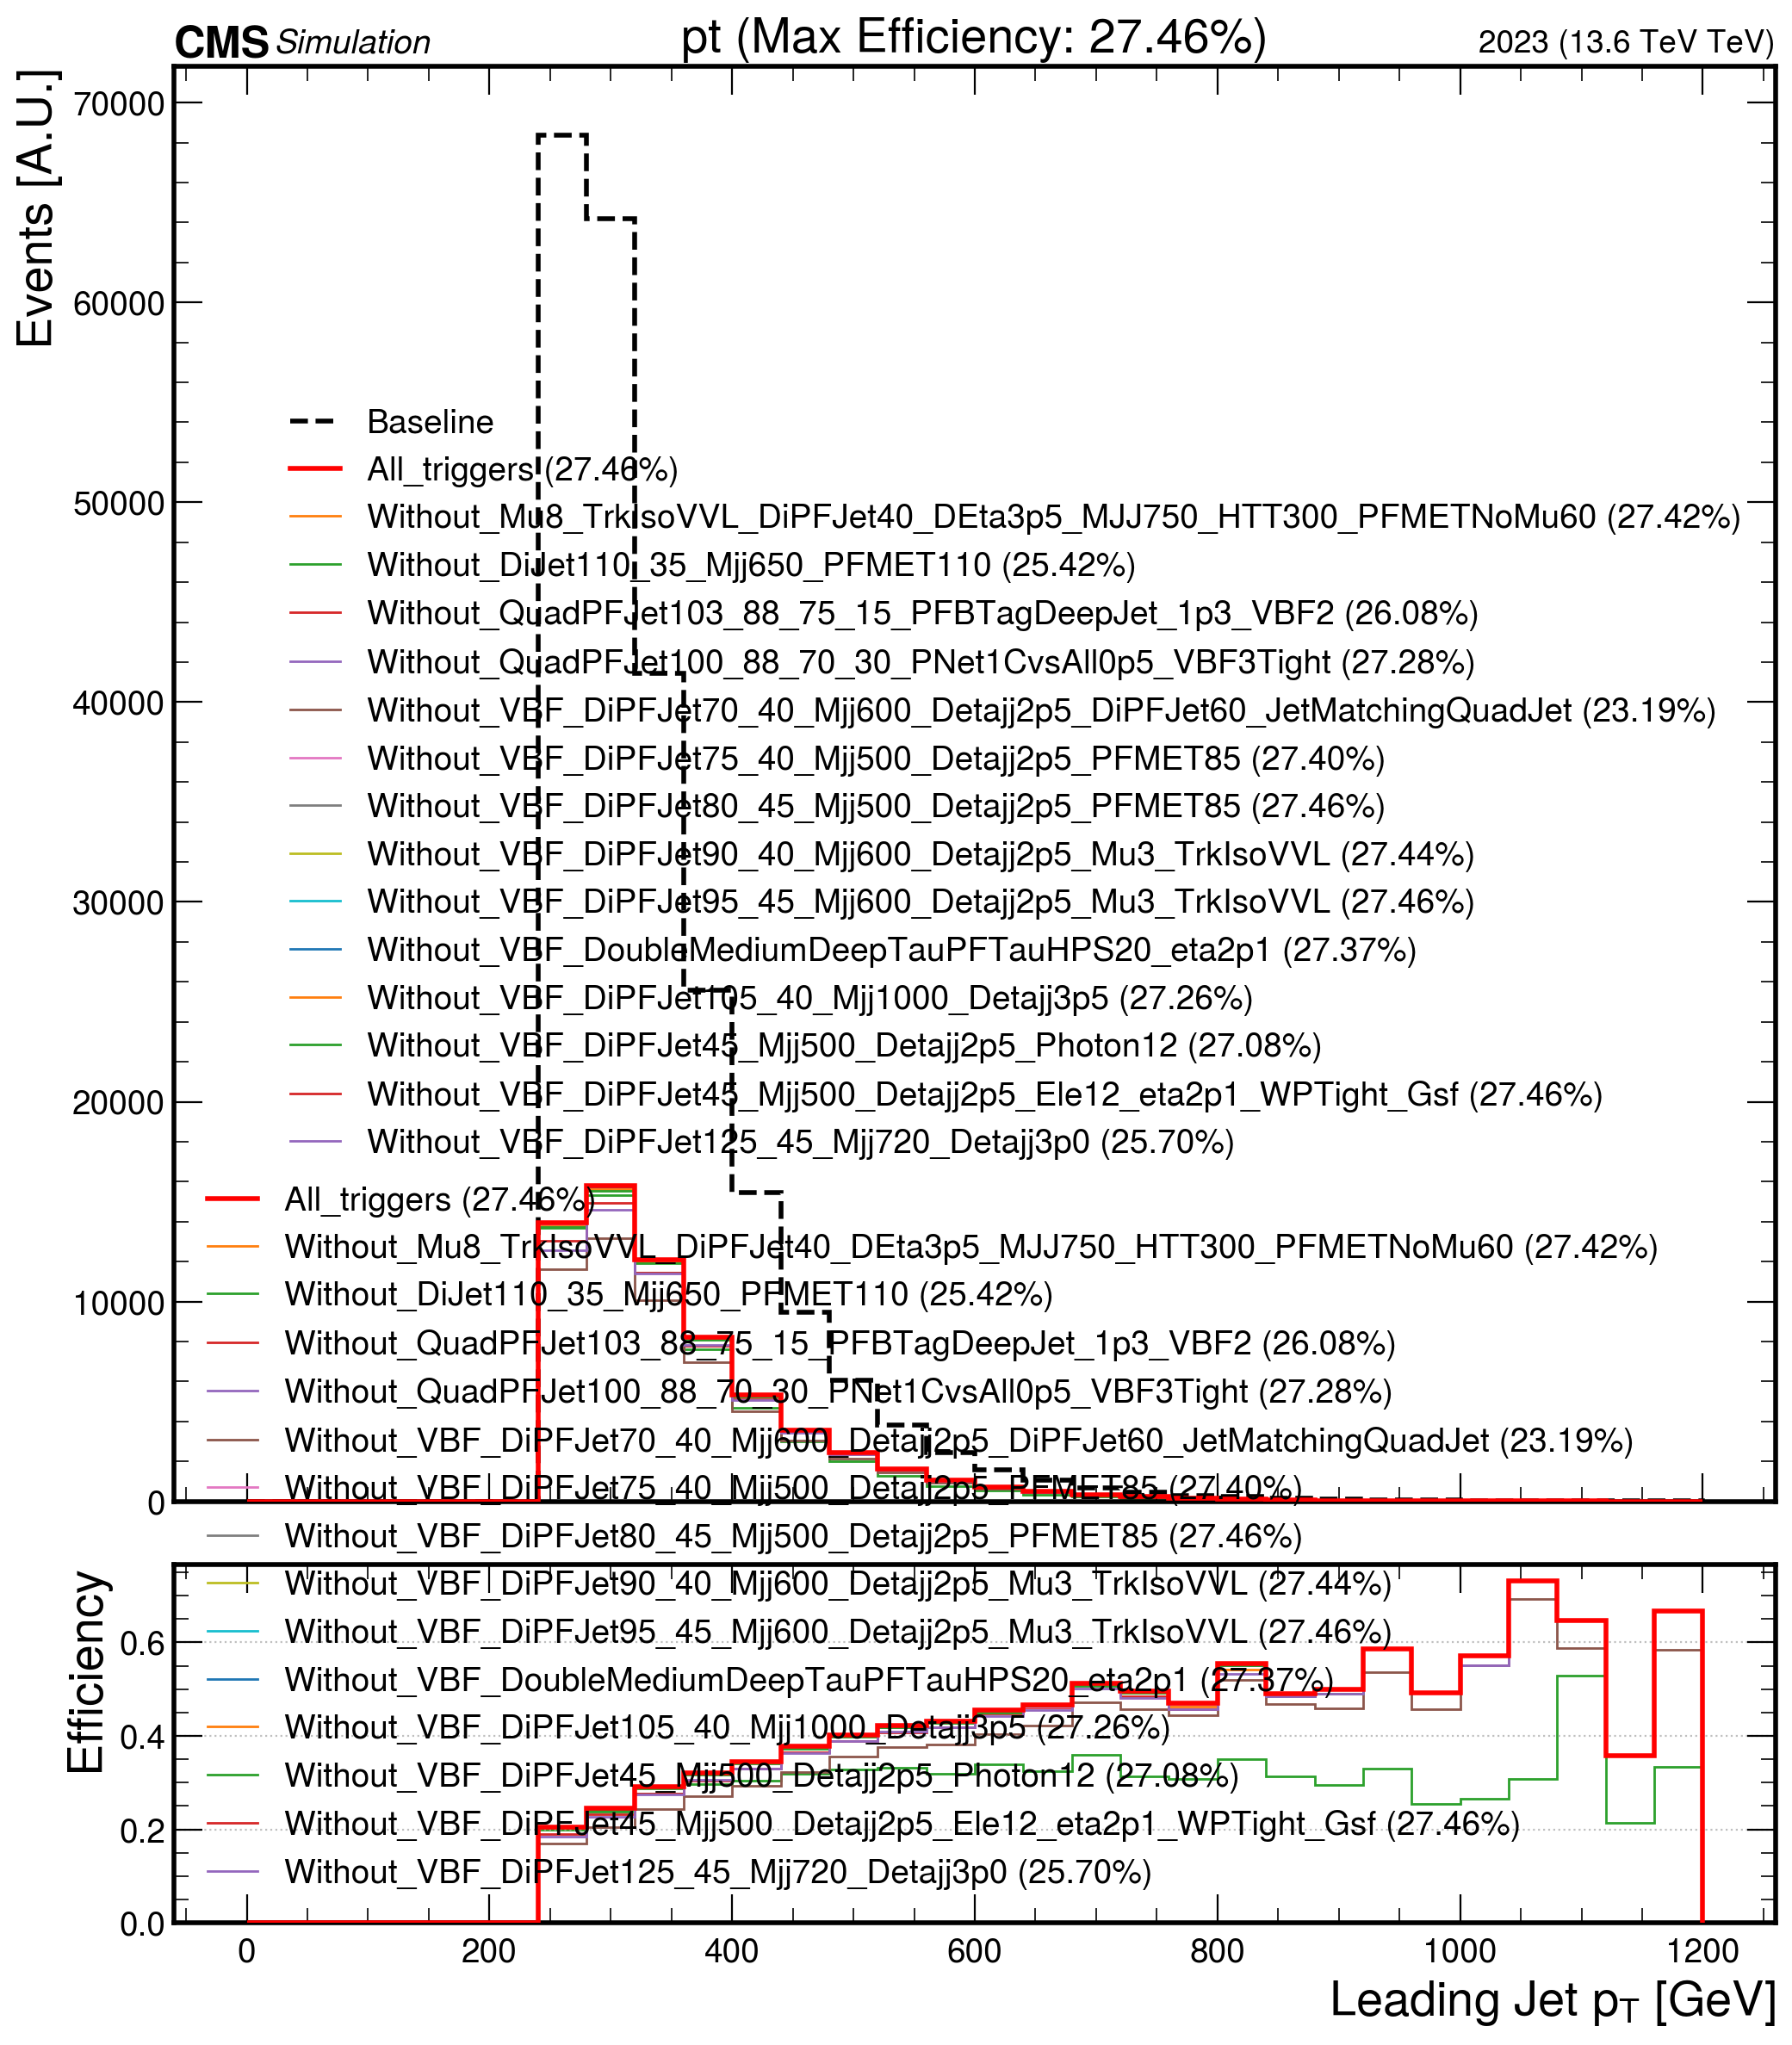 CMS Simulation pt (Max Efficiency: 27.46%) 2023 (13.6 TeV TeV)
Events [A.U.]
70000
60000
50000
40000
30000
20000
10000
0
Baseline
All_triggers (27.46%)
Without_Mu8_TrkIsoVVL_DiPFJet40_DEta3p5_MJJ750_HTT300_PFMETNoMu60 (27.42%)
Without_DiJet110_35_Mjj650_PFMET110 (25.42%)
Without_QuadPFJet103_88_75_15_PFBTagDeepJet_1p3_VBF2 (26.08%)
Without_QuadPFJet100_88_70_30_PNet1CvsAll0p5_VBF3Tight (27.28%)
Without_VBF_DiPFJet70_40_Mjj600_Detajj2p5_DiPFJet60_JetMatchingQuadJet (23.19%)
Without_VBF_DiPFJet75_40_Mjj500_Detajj2p5_PFMET85 (27.40%)
Without_VBF_DiPFJet80_45_Mjj500_Detajj2p5_PFMET85 (27.46%)
Without_VBF_DiPFJet90_40_Mjj600_Detajj2p5_Mu3_TrkIsoVVL (27.44%)
Without_VBF_DiPFJet95_45_Mjj600_Detajj2p5_Mu3_TrkIsoVVL (27.46%)
Without_VBF_DoubleMediumDeepTauPFTauHPS20_eta2p1 (27.37%)
Without_VBF_DiPFJet105_40_Mjj1000_Detajj3p5 (27.26%)
Without_VBF_DiPFJet45_Mjj500_Detajj2p5_Photon12 (27.08%)
Without_VBF_DiPFJet45_Mjj500_Detajj2p5_Ele12_eta2p1_WPTight_Gsf (27.46%)
Without_VBF_DiPFJet125_45_Mjj720_Detajj3p0 (25.70%)
All_triggers (27.46%)
Without_Mu8_TrkIsoVVL_DiPFJet40_DEta3p5_MJJ750_HTT300_PFMETNoMu60 (27.42%)
Without_DiJet110_35_Mjj650_PFMET110 (25.42%)
Without_QuadPFJet103_88_75_15_PFBTagDeepJet_1p3_VBF2 (26.08%)
Without_QuadPFJet100_88_70_30_PNet1CvsAll0p5_VBF3Tight (27.28%)
Without_VBF_DiPFJet70_40_Mjj600_Detajj2p5_DiPFJet60_JetMatchingQuadJet (23.19%)
Without_VBF_DiPFJet75_40_Mjj500_Detajj2p5_PFMET85 (27.40%)
Without_VBF_DiPFJet80_45_Mjj500_Detajj2p5_PFMET85 (27.46%)
Without_VBF_DiPFJet90_40_Mjj600_Detajj2p5_Mu3_TrkIsoVVL (27.44%)
Without_VBF_DiPFJet95_45_Mjj600_Detajj2p5_Mu3_TrkIsoVVL (27.46%)
Without_VBF_DoubleMediumDeepTauPFTauHPS20_eta2p1 (27.37%)
Without_VBF_DiPFJet105_40_Mjj1000_Detajj3p5 (27.26%)
Without_VBF_DiPFJet45_Mjj500_Detajj2p5_Photon12 (27.08%)
Without_VBF_DiPFJet45_Mjj500_Detajj2p5_Ele12_eta2p1_WPTight_Gsf (27.46%)
Without_VBF_DiPFJet125_45_Mjj720_Detajj3p0 (25.70%)
Efficiency
0.6
0.4
0.2
0.0
0 200 400 600 800 1000 1200
Leading Jet p_T [GeV]